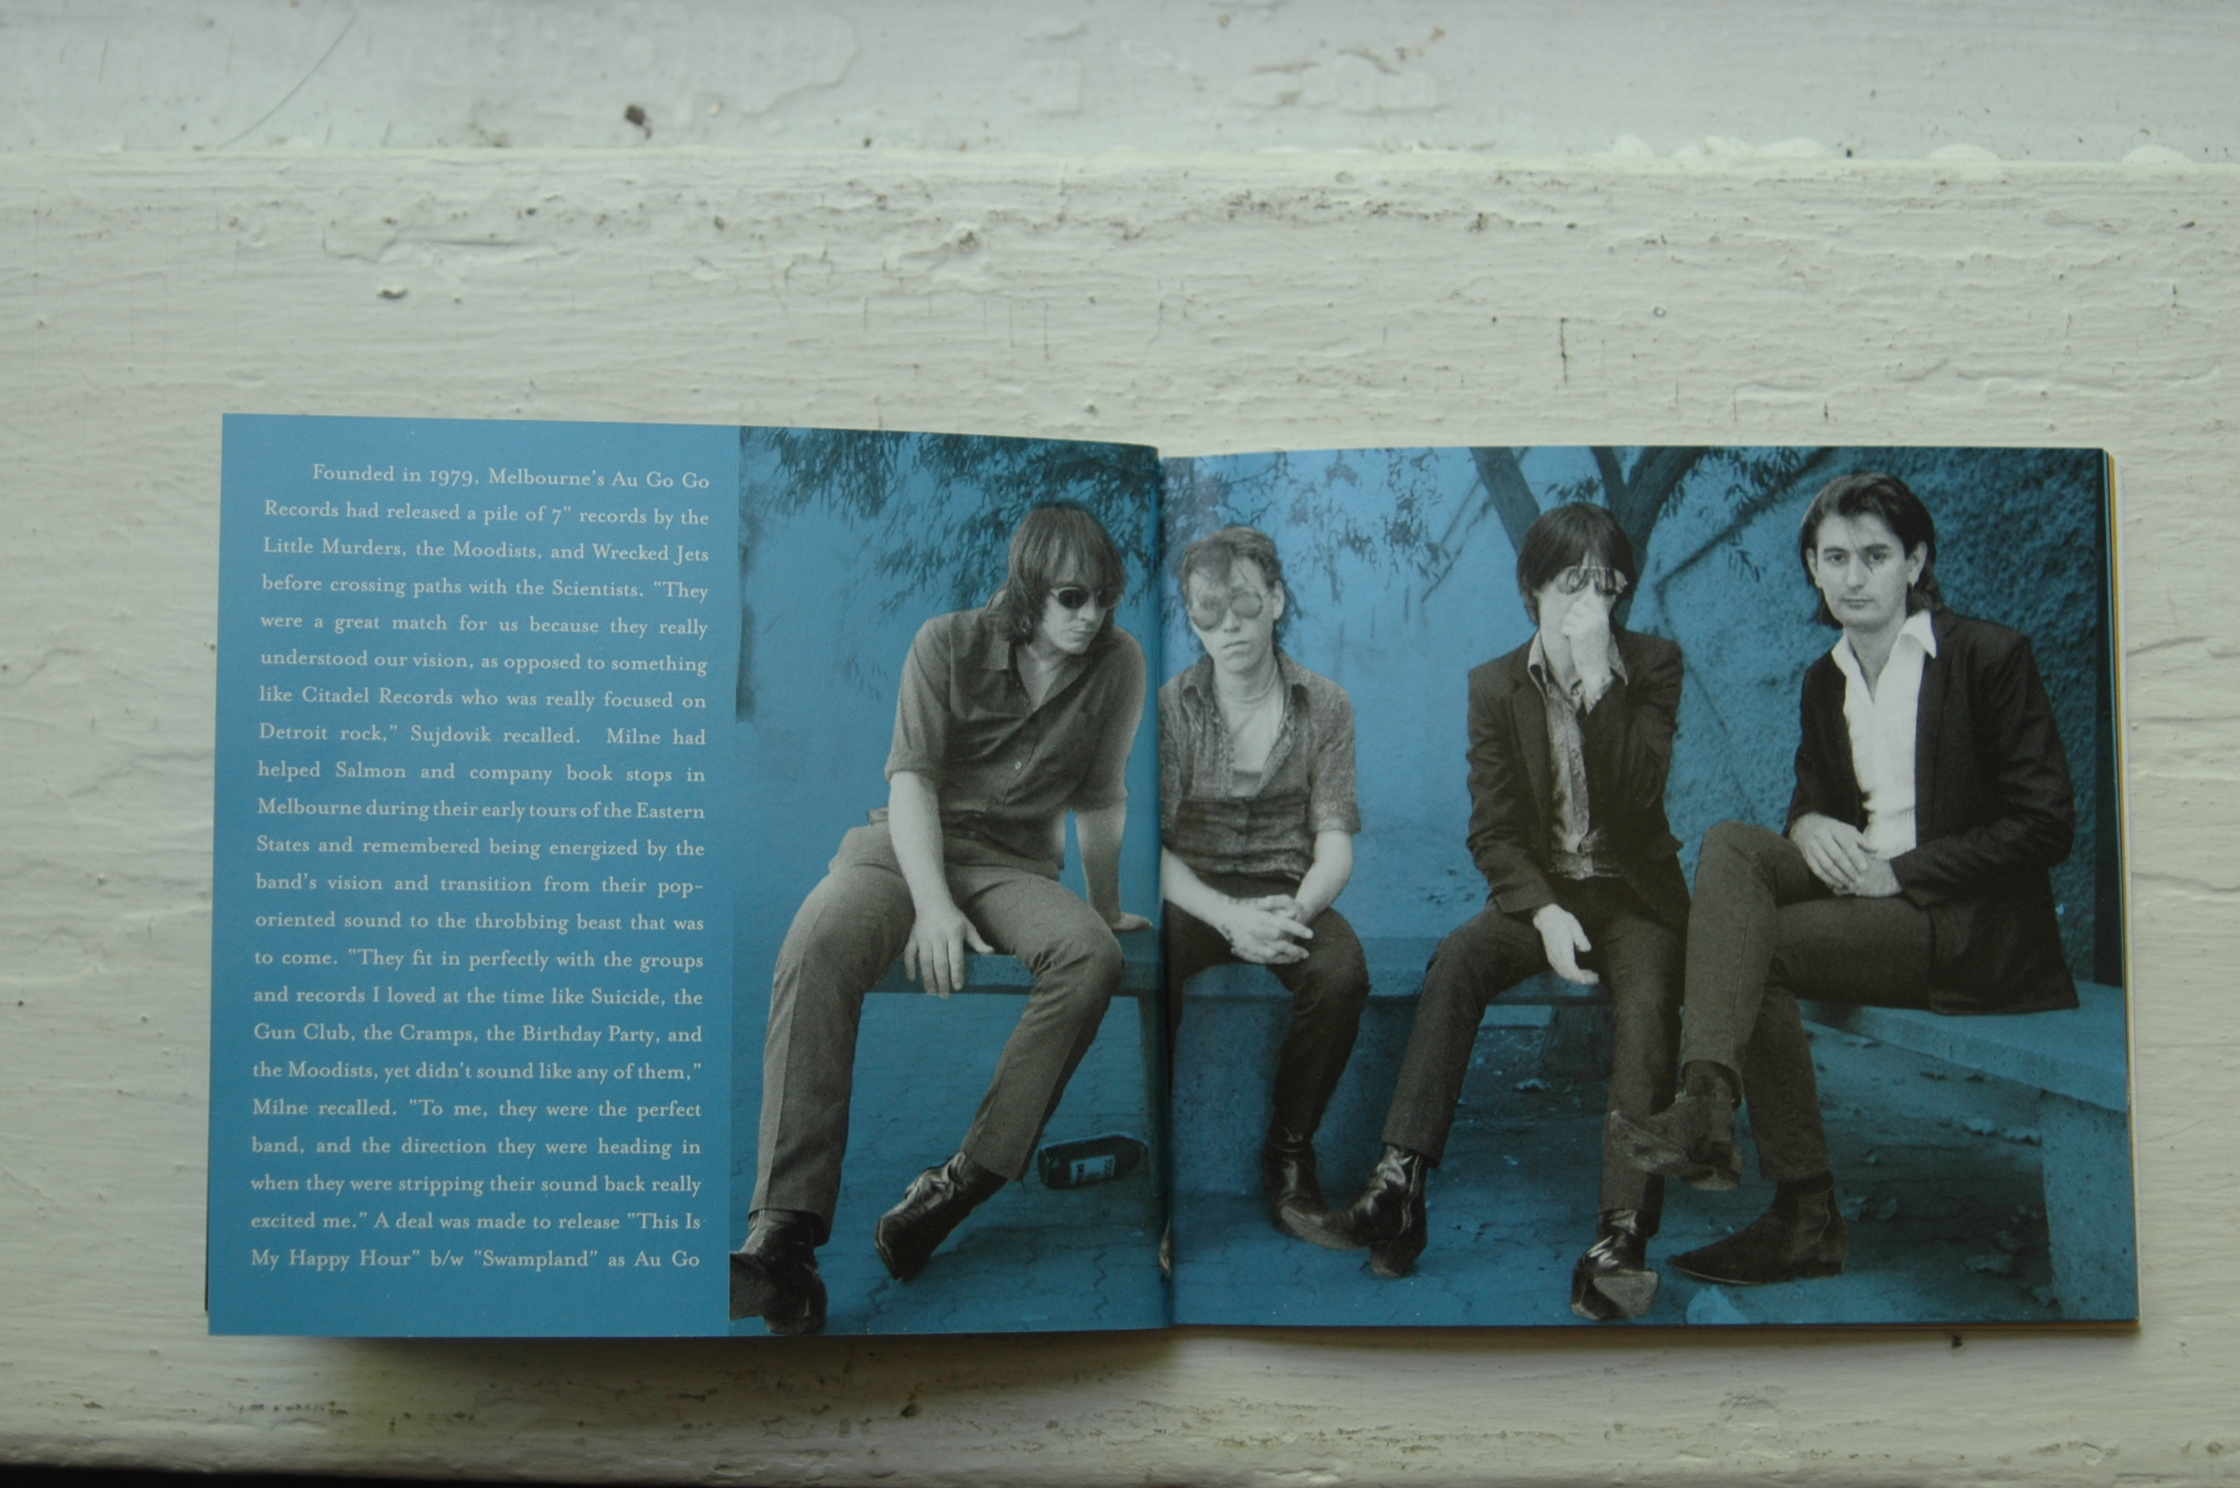 Founded in 1979, Melbourne's Au Go Go
Records had released a pile of 7" records by the
Little Murders, the Moodists, and Wrecked Jets
before crossing paths with the Scientists. "They
were a great match for us because they really
understood our vision, as opposed to something
like Citadel Records who was really focused on
Detroit rock," Sujdovik recalled. Milne had
helped Salmon and company book stops in
Melbourne during their early tours of the Eastern
States and remembered being energized by the
band's vision and transition from their pop-
oriented sound to the throbbing beast that was
to come. "They fit in perfectly with the groups
and records I loved at the time like Suicide, the
Gun Club, the Cramps, the Birthday Party, and
the Moodists, yet didn't sound like any of them,"
Milne recalled. "To me, they were the perfect
band, and the direction they were heading in
when they were stripping their sound back really
excited me." A deal was made to release "This Is
My Happy Hour" b/w "Swampland" as Au Go